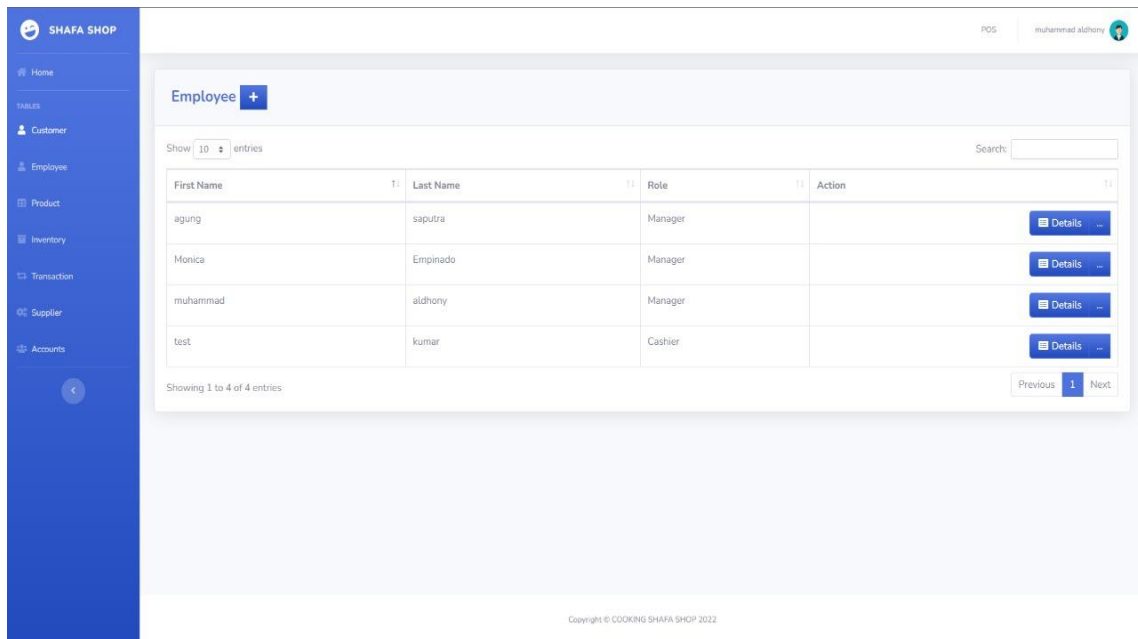 SHAFA SHOP
POS muhammad aldhony
Home
TABLES
Customer
Employee
Product
Inventory
Transaction
Supplier
Accounts
Employee +
Show 10 entries Search:
First Name Last Name Role Action
agung saputra Manager Details ...
Monica Empinado Manager Details ...
muhammad aldhony Manager Details ...
test kumar Cashier Details ...
Showing 1 to 4 of 4 entries Previous 1 Next
Copyright © COOKING SHAFA SHOP 2022